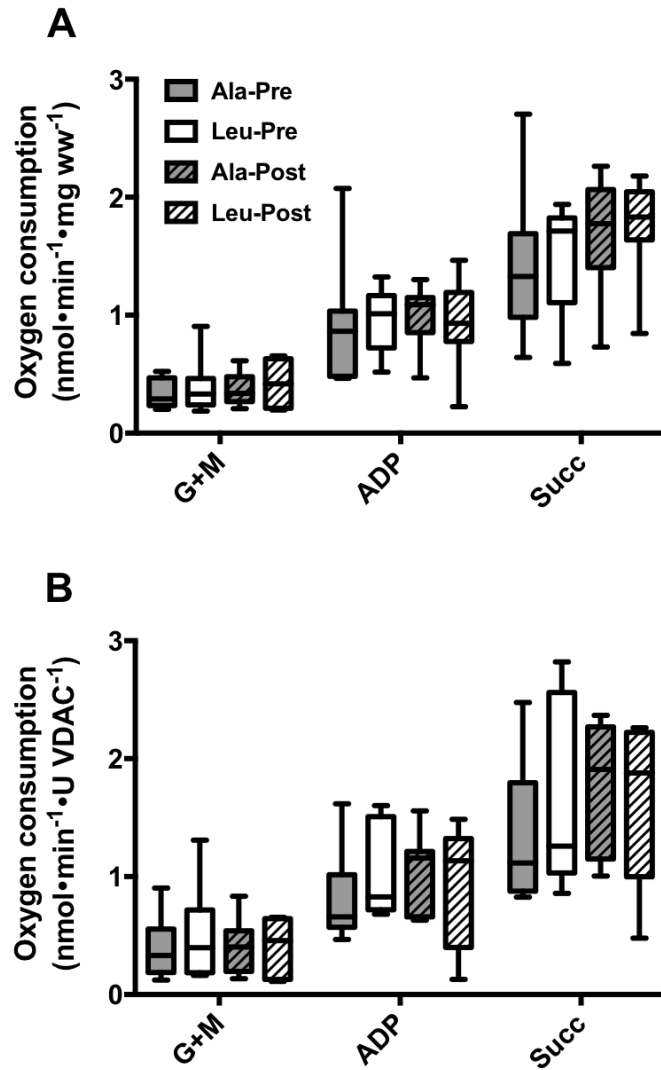 A
Oxygen consumption
(nmol•min⁻¹•mg ww⁻¹)
3
2
1
0
Ala-Pre
Leu-Pre
Ala-Post
Leu-Post
G+M
ADP
Succ
B
Oxygen consumption
(nmol•min⁻¹•U VDAC⁻¹)
3
2
1
0
G+M
ADP
Succ